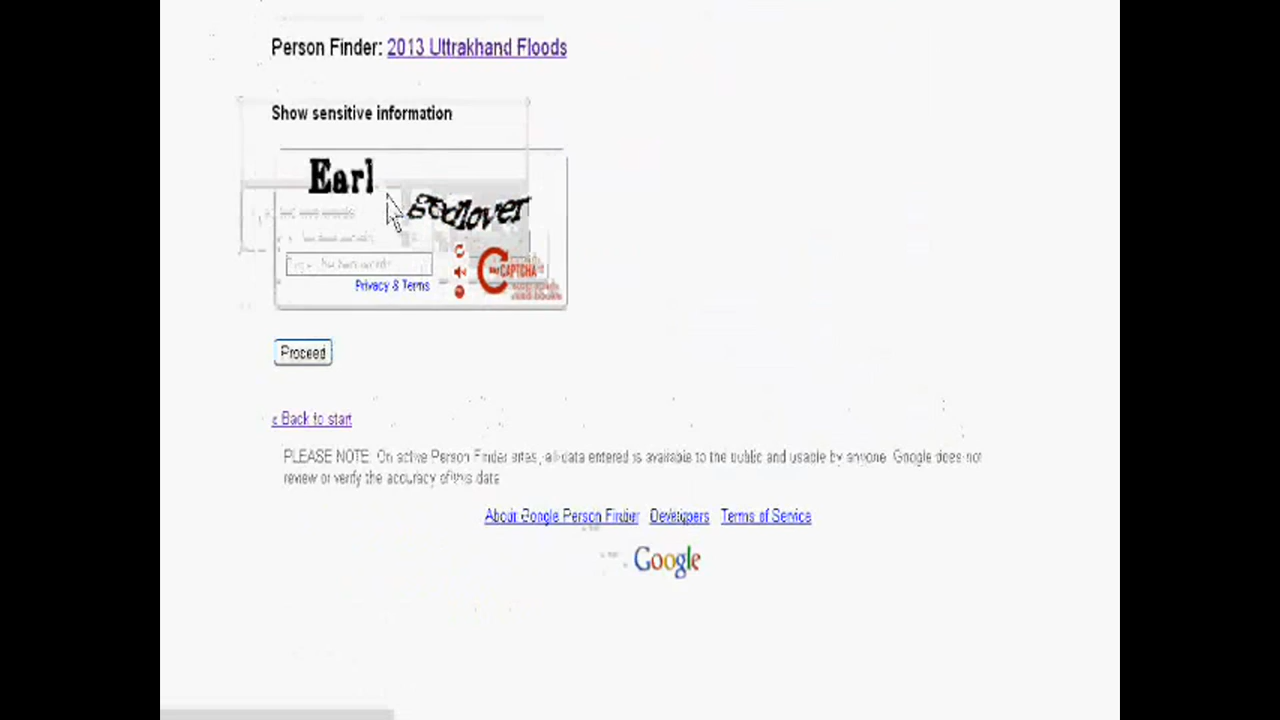 Person Finder: 2013 Uttrakhand Floods
Show sensitive information
Earl
godlover
Privacy & Terms
CAPTCHA
Proceed
« Back to start
PLEASE NOTE: On active Person Finder sites, all data entered is available to the public and usable by anyone. Google does not
review or verify the accuracy of this data
About Google Person Finder Developers Terms of Service
Google